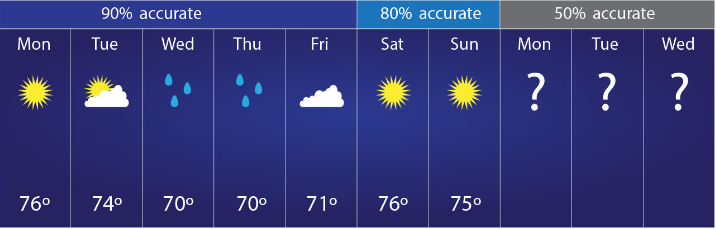 90% accurate 80% accurate 50% accurate
Mon Tue Wed Thu Fri Sat Sun Mon Tue Wed
? ? ?
76º 74º 70º 70º 71º 76º 75º